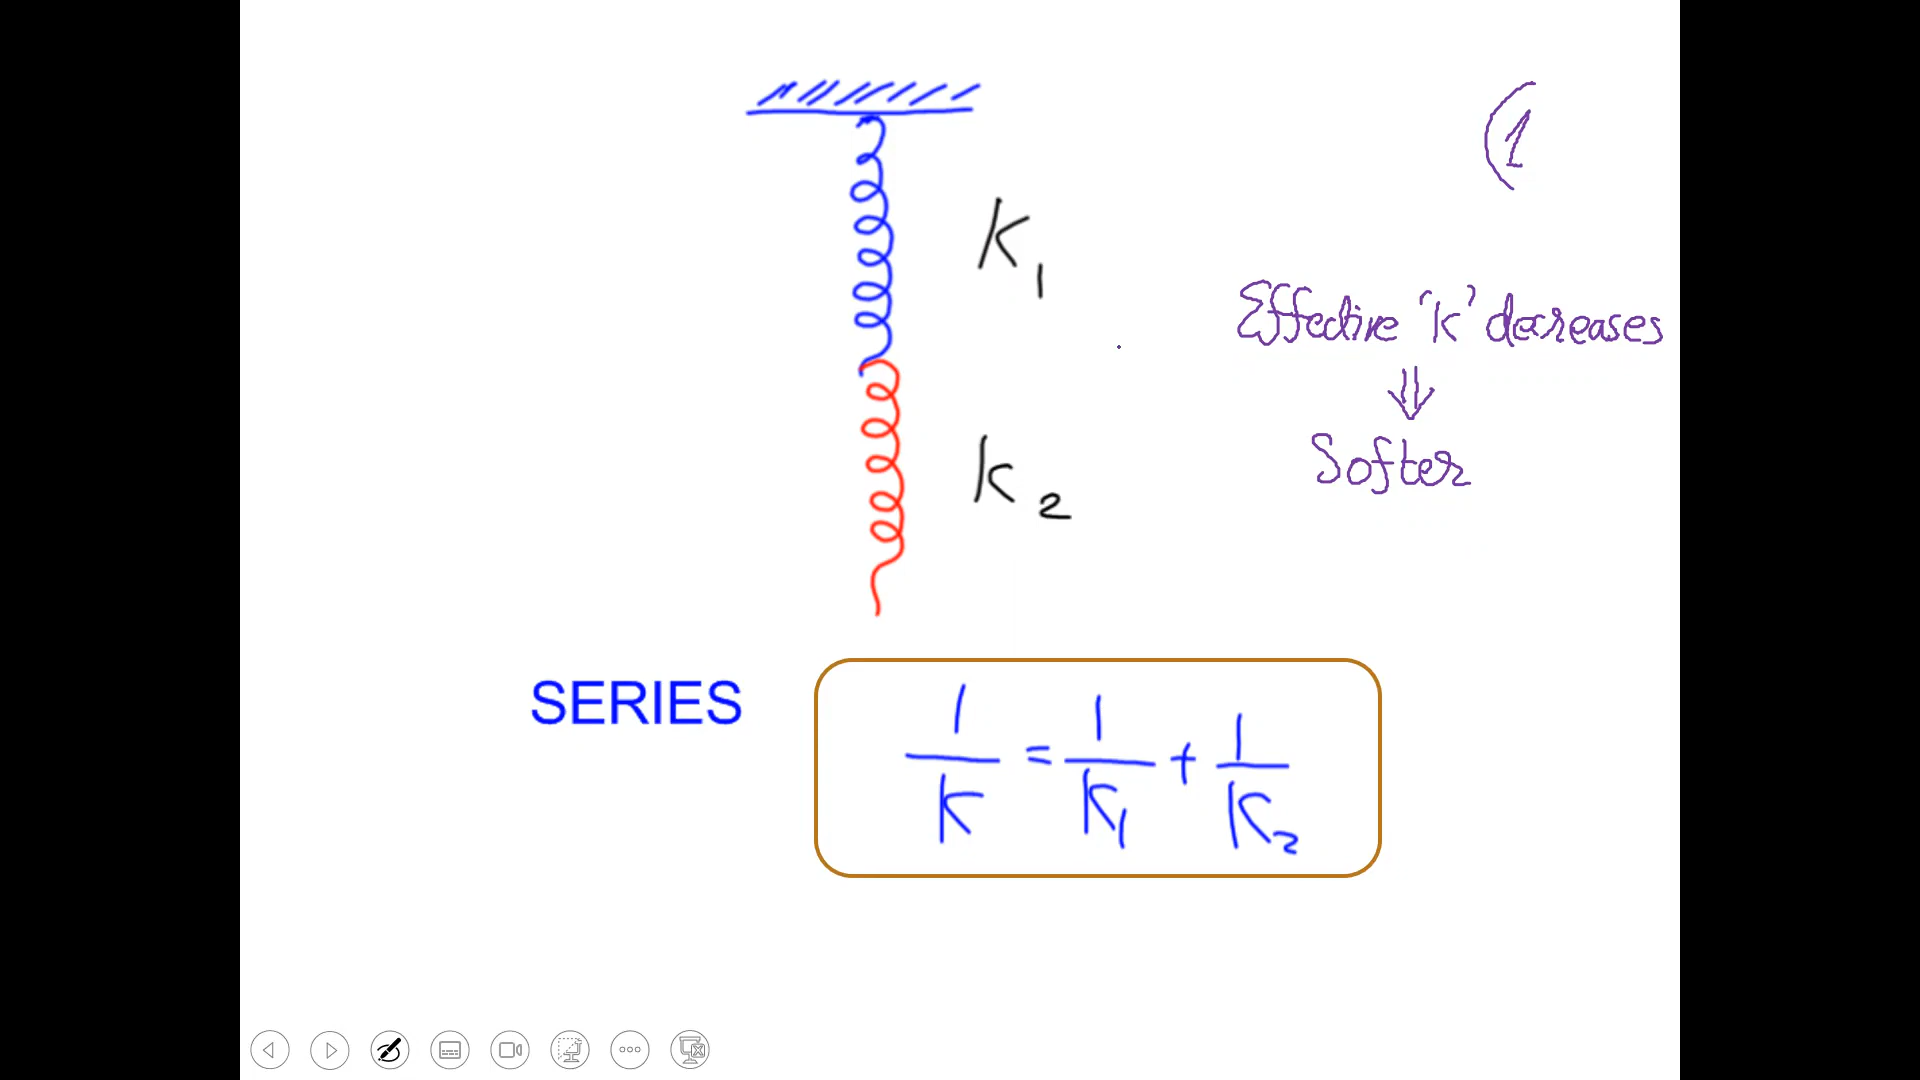 (1
K1
Effective 'k' decreases
⇓
Softer
k2
SERIES
1/K = 1/K1 + 1/K2